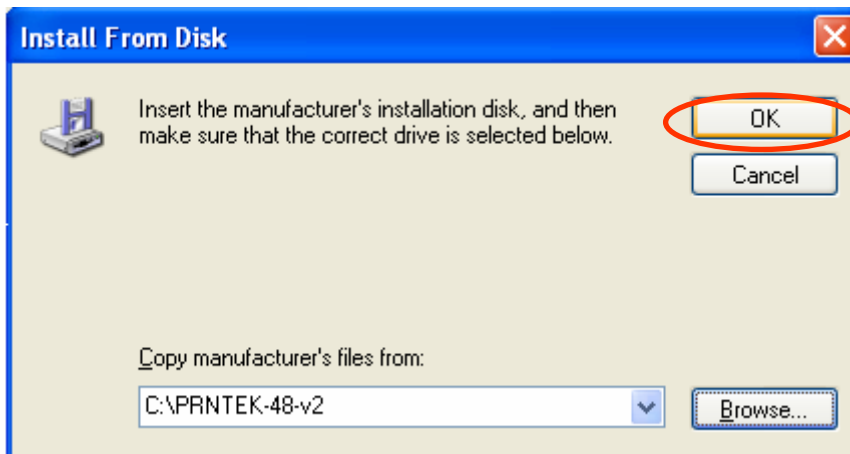 Install From Disk
Insert the manufacturer's installation disk, and then
make sure that the correct drive is selected below.
OK
Cancel
Copy manufacturer's files from:
C:\PRNTEK-48-v2
Browse...